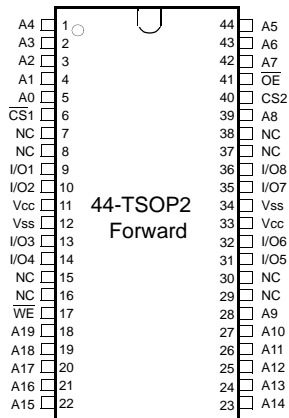 A4 1 44 A5
A3 2 43 A6
A2 3 42 A7
A1 4 41 O̅E̅
A0 5 40 CS2
C̅S̅1 6 39 A8
NC 7 38 NC
NC 8 37 NC
I/O1 9 36 I/O8
I/O2 10 35 I/O7
Vcc 11 44-TSOP2 34 Vss
Vss 12 Forward 33 Vcc
I/O3 13 32 I/O6
I/O4 14 31 I/O5
NC 15 30 NC
NC 16 29 NC
W̅E̅ 17 28 A9
A19 18 27 A10
A18 19 26 A11
A17 20 25 A12
A16 21 24 A13
A15 22 23 A14